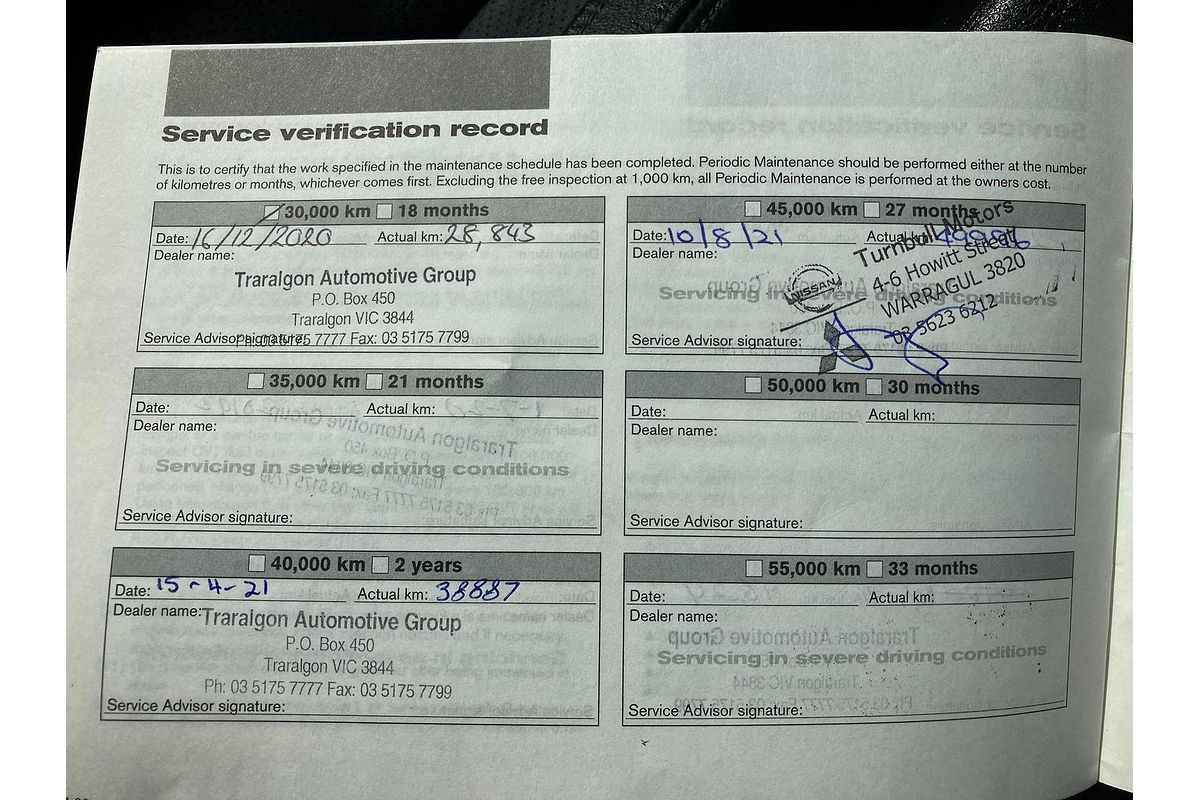 Service verification record
This is to certify that the work specified in the maintenance schedule has been completed. Periodic Maintenance should be performed either at the number
of kilometres or months, whichever comes first. Excluding the free inspection at 1,000 km, all Periodic Maintenance is performed at the owners cost.
30,000 km 18 months
Date: 16/12/2020 Actual km: 28,843
Dealer name:
Traralgon Automotive Group
P.O. Box 450
Traralgon VIC 3844
Ph: 03 5175 7777 Fax: 03 5175 7799
Service Advisor signature:
35,000 km 21 months
Date: Actual km:
Dealer name:
Servicing in severe driving conditions
Service Advisor signature:
40,000 km 2 years
Date: 15-4-21 Actual km: 38887
Dealer name:
Traralgon Automotive Group
P.O. Box 450
Traralgon VIC 3844
Ph: 03 5175 7777 Fax: 03 5175 7799
Service Advisor signature:
45,000 km 27 months
Date: 10/8/21 Actual km:
Dealer name:
Turnbull Motors
4-6 Howitt Street
WARRAGUL 3820
03 5623 6212
NISSAN
Servicing in severe driving conditions
Service Advisor signature:
50,000 km 30 months
Date: Actual km:
Dealer name:
Service Advisor signature:
55,000 km 33 months
Date: Actual km:
Dealer name:
Servicing in severe driving conditions
Service Advisor signature: